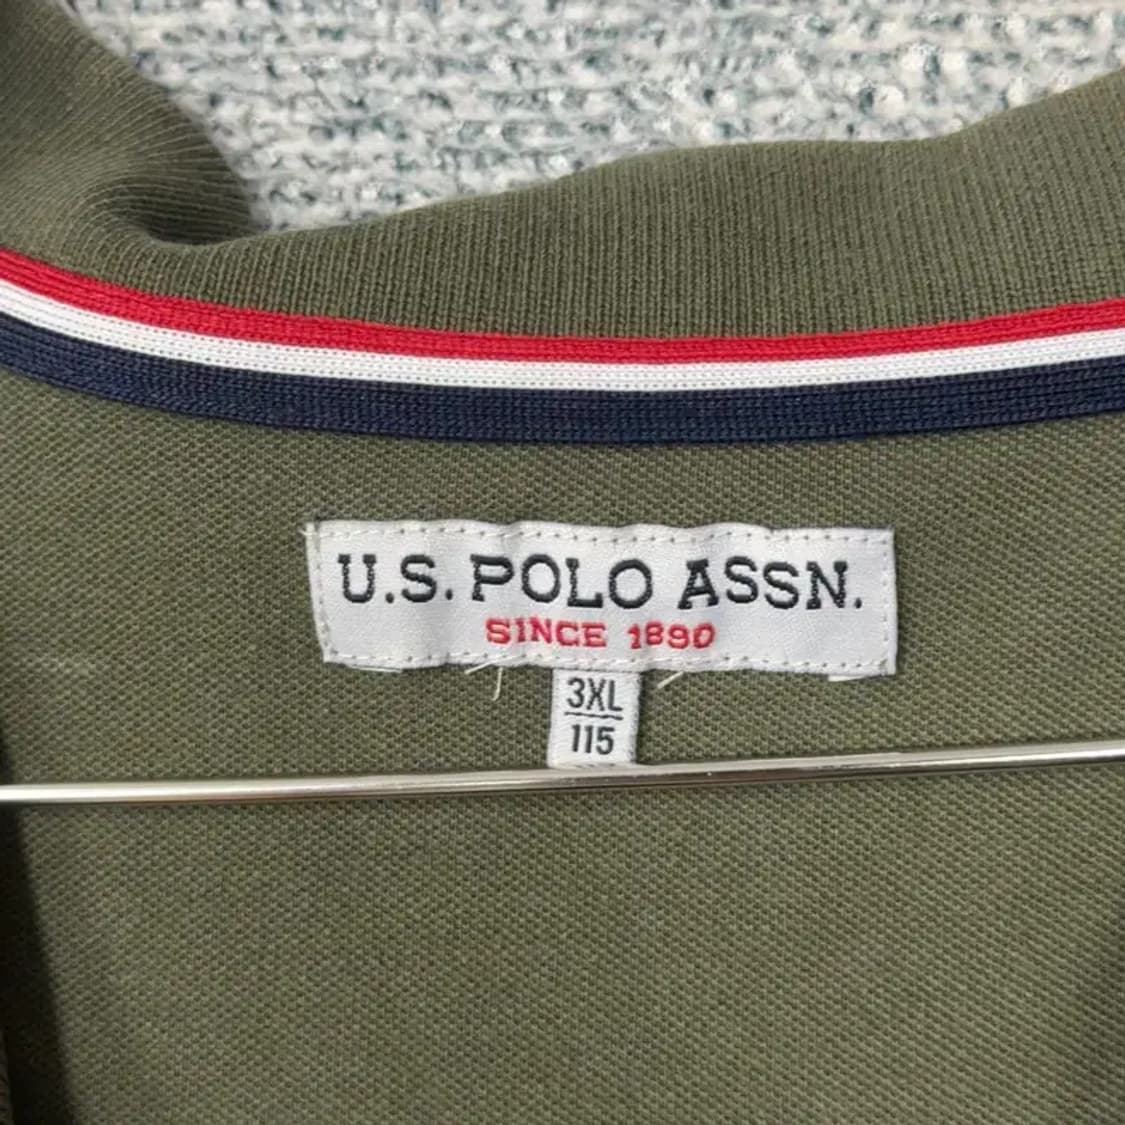 U.S. POLO ASSN.
SINCE 1890
3XL
115